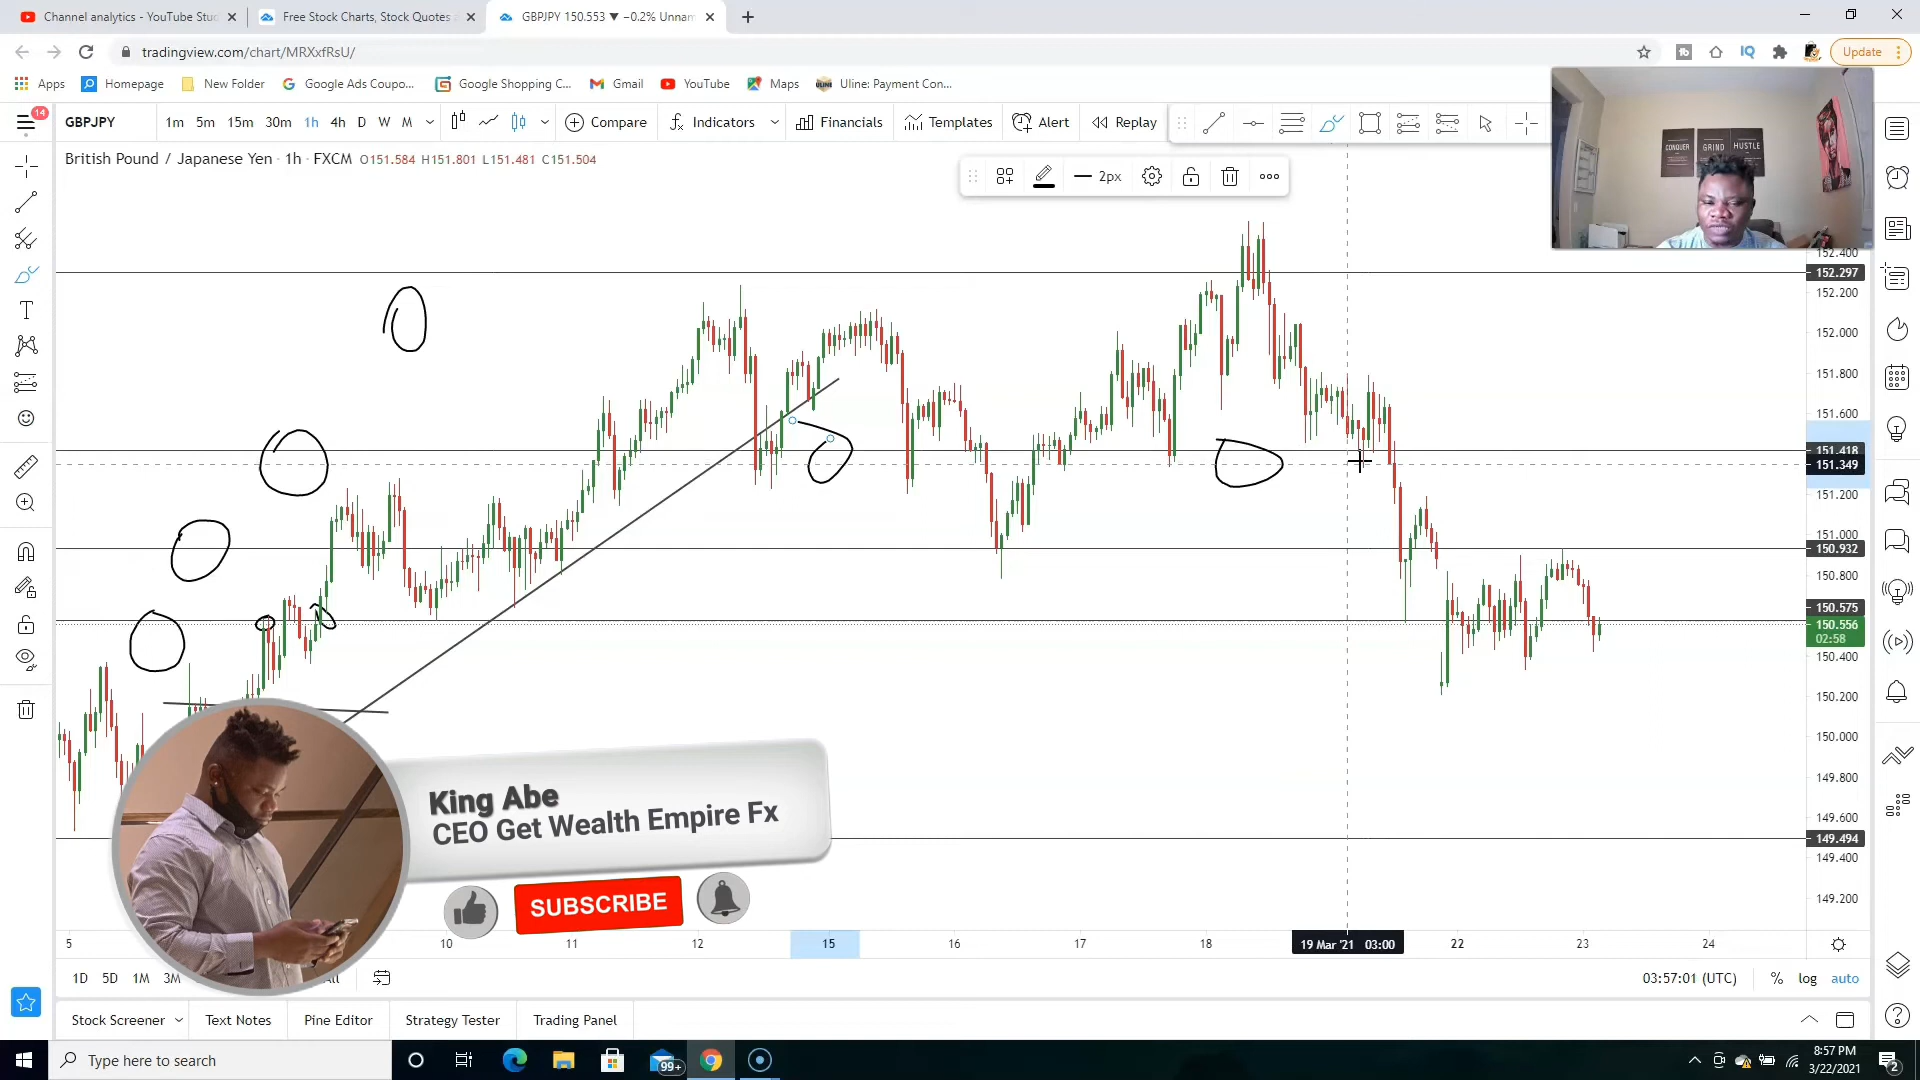 Channel analytics - YouTube Stu
Free Stock Charts, Stock Quotes
GBPJPY 150.553 ▼ −0.2% Unnam
tradingview.com/chart/MRXxfRsU/
Update
Apps
Homepage
New Folder
Google Ads Coupo...
Google Shopping C...
Gmail
YouTube
Maps
Uline: Payment Con...
14
GBPJPY
1m 5m 15m 30m 1h 4h D W M
Compare
Indicators
Financials
Templates
Alert
Replay
British Pound / Japanese Yen · 1h · FXCM O151.584 H151.801 L151.481 C151.504
2px
CONQUER
GRIND
HUSTLE
152.400
152.297
152.200
152.000
151.800
151.600
151.418
151.349
151.200
151.000
150.932
150.800
150.575
150.556
02:58
150.400
150.200
150.000
149.800
149.600
149.494
149.400
149.200
King Abe
CEO Get Wealth Empire Fx
SUBSCRIBE
5 10 11 12 15 16 17 18 19 Mar '21 03:00 22 23 24
1D 5D 1M 3M All
03:57:01 (UTC) % log auto
Stock Screener
Text Notes
Pine Editor
Strategy Tester
Trading Panel
Type here to search
99+
8:57 PM
3/22/2021
2